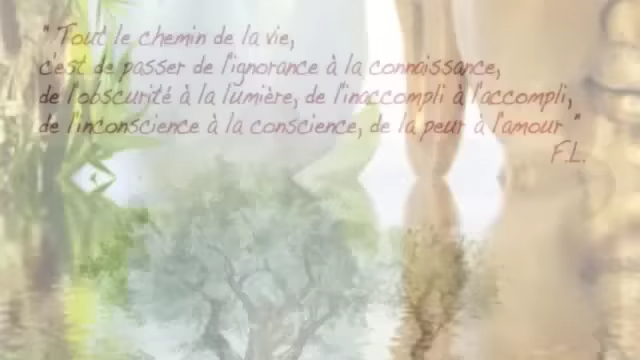 " Tout le chemin de la vie,
c'est de passer de l'ignorance à la connaissance,
de l'obscurité à la lumière, de l'inaccompli à l'accompli,
de l'inconscience à la conscience, de la peur à l'amour "
F.L.